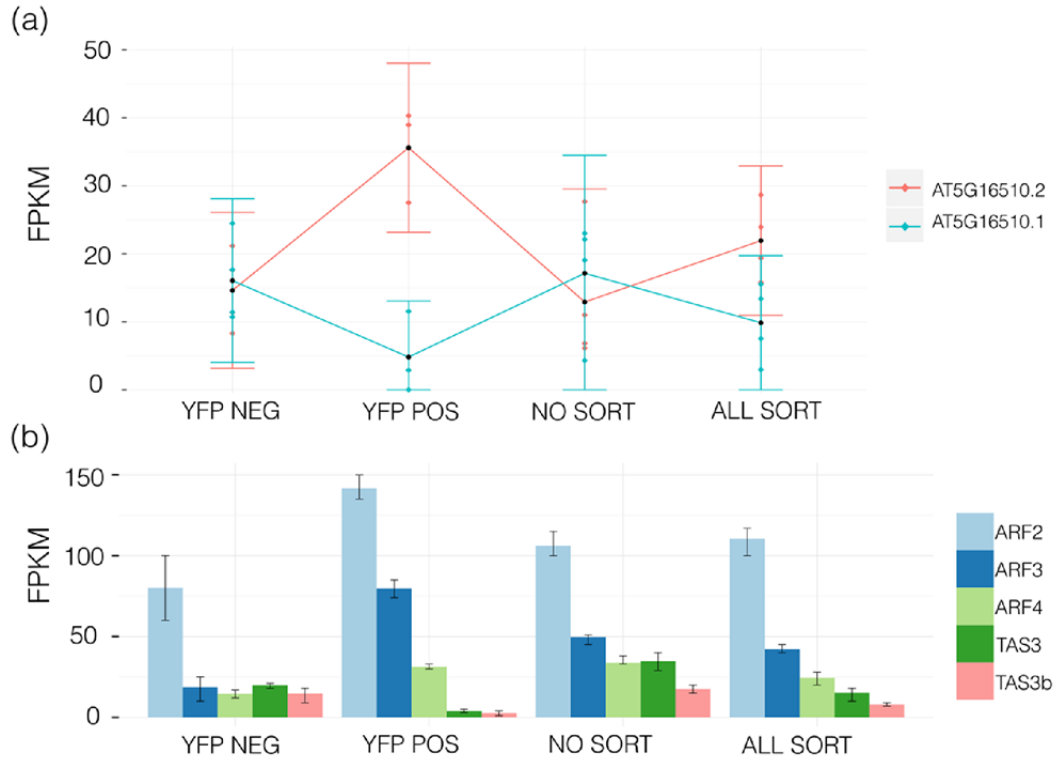 (a)
50
40
30
20
10
0
FPKM
YFP NEG YFP POS NO SORT ALL SORT
AT5G16510.2
AT5G16510.1
(b)
150
100
50
0
FPKM
YFP NEG YFP POS NO SORT ALL SORT
ARF2
ARF3
ARF4
TAS3
TAS3b